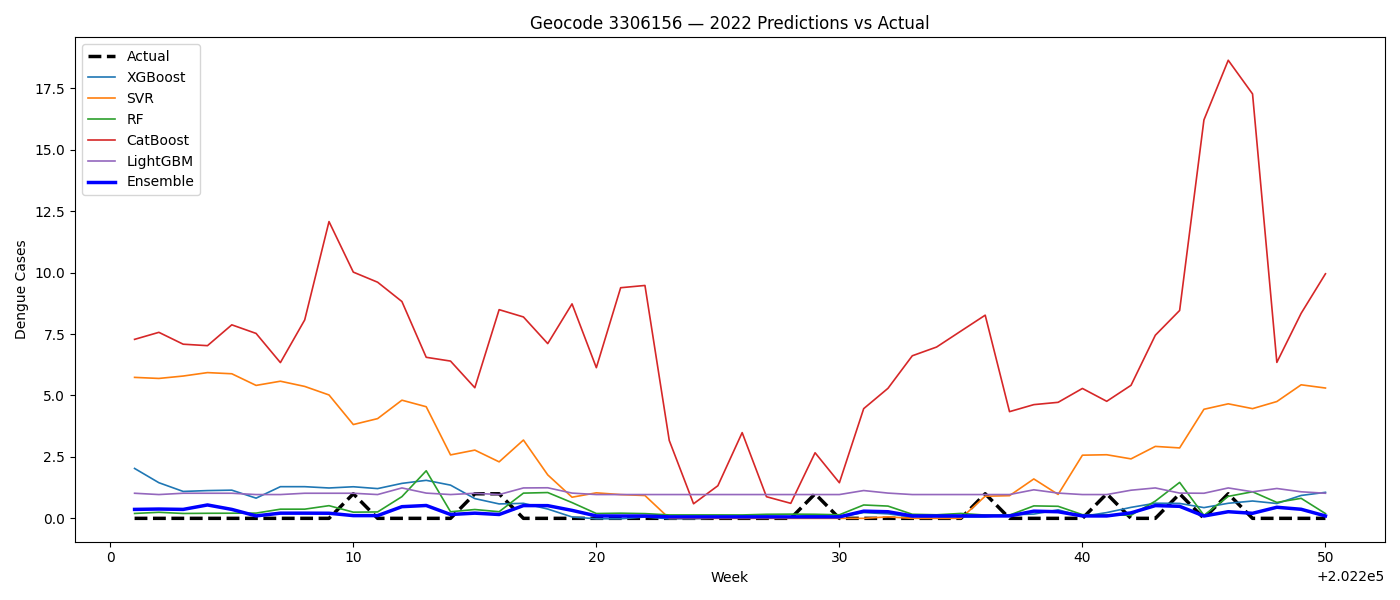 Geocode 3306156 — 2022 Predictions vs Actual
Actual
XGBoost
SVR
RF
CatBoost
LightGBM
Ensemble
Dengue Cases
17.5
15.0
12.5
10.0
7.5
5.0
2.5
0.0
0 10 20 30 40 50
Week
+2.022e5